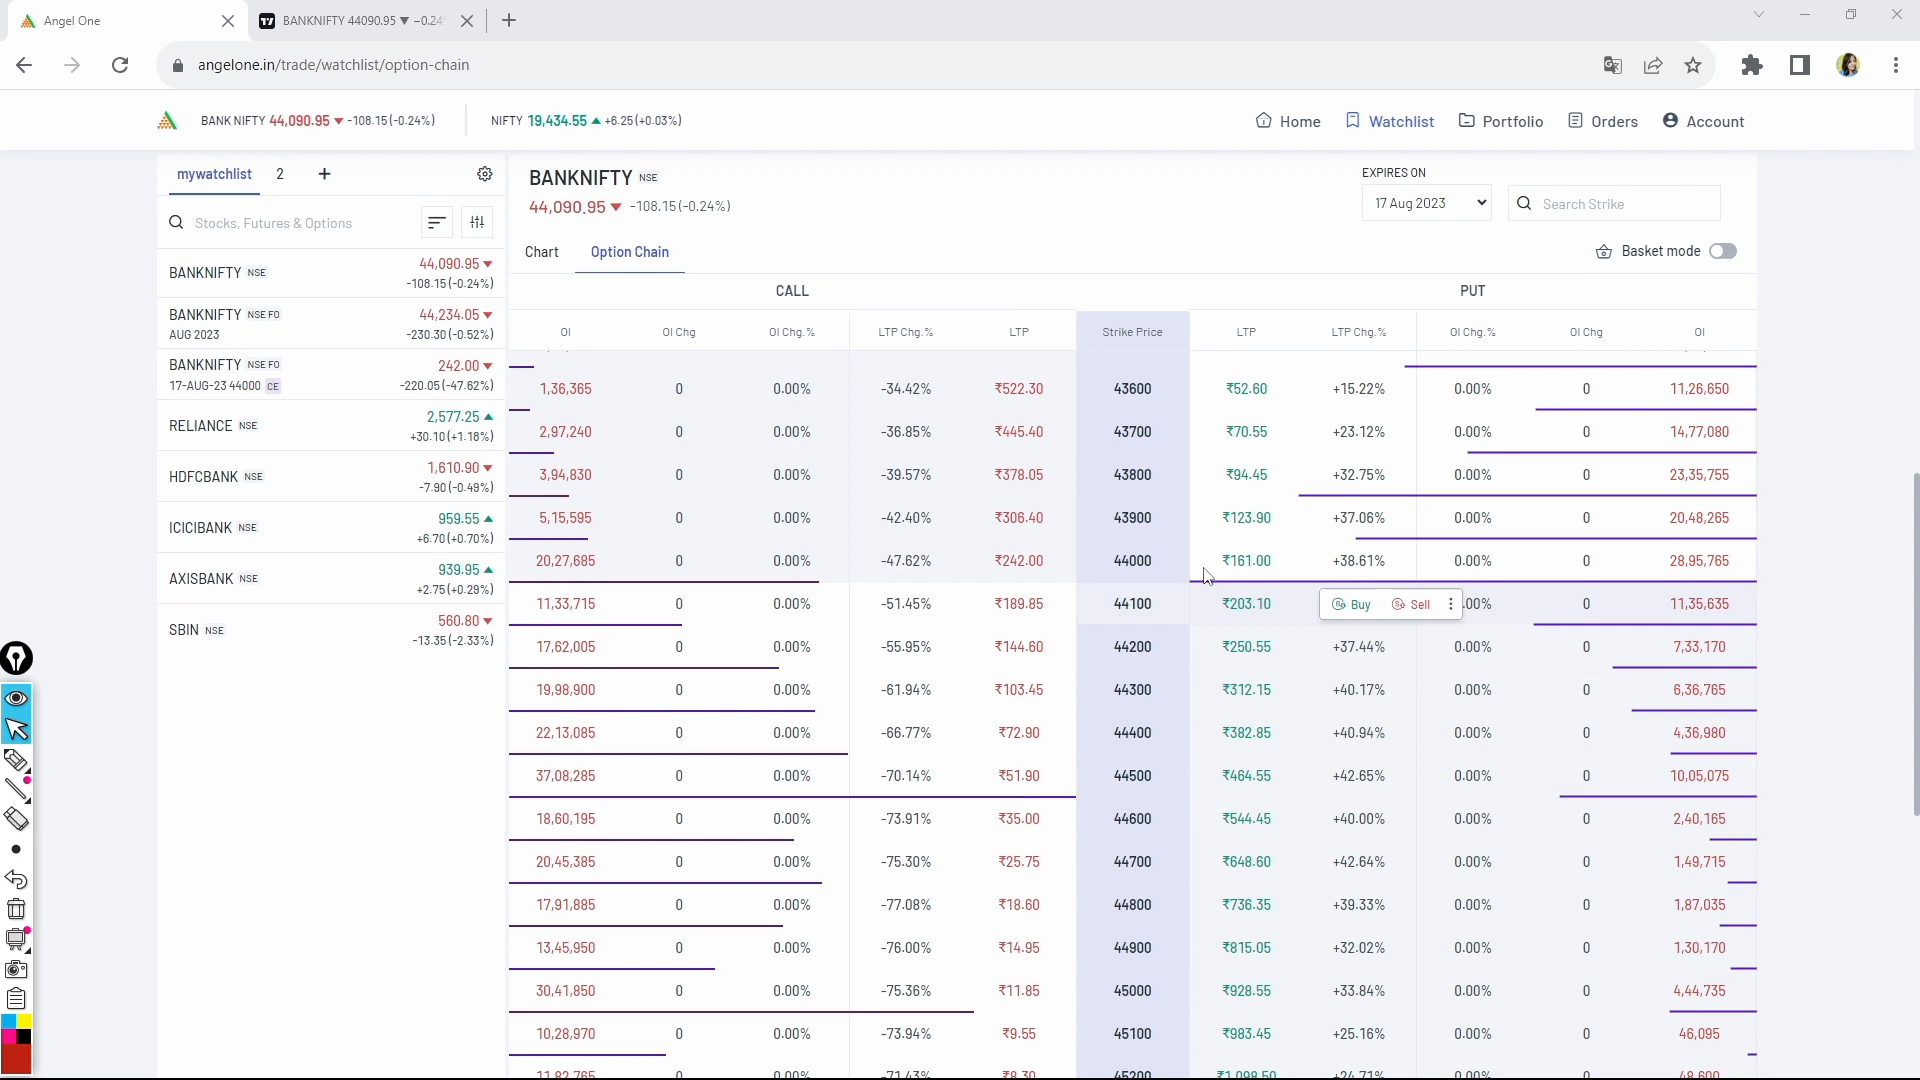 Angel One
BANKNIFTY 44090.95 ▼ −0.24
angelone.in/trade/watchlist/option-chain
BANK NIFTY 44,090.95 ▼ -108.15(-0.24%)
NIFTY 19,434.55 ▲ +6.25(+0.03%)
Home
Watchlist
Portfolio
Orders
Account
mywatchlist
2
+
Stocks, Futures & Options
BANKNIFTY NSE 44,090.95 ▼
-108.15(-0.24%)
BANKNIFTY NSE FO 44,234.05 ▼
AUG 2023 -230.30(-0.52%)
BANKNIFTY NSE FO 242.00 ▼
17-AUG-23 44000 CE -220.05(-47.62%)
RELIANCE NSE 2,577.25 ▲
+30.10(+1.18%)
HDFCBANK NSE 1,610.90 ▼
-7.90(-0.49%)
ICICIBANK NSE 959.55 ▲
+6.70(+0.70%)
AXISBANK NSE 939.95 ▲
+2.75(+0.29%)
SBIN NSE 560.80 ▼
-13.35(-2.33%)
BANKNIFTY NSE
44,090.95 ▼ -108.15(-0.24%)
EXPIRES ON
17 Aug 2023
Search Strike
Chart
Option Chain
Basket mode
CALL PUT
OI OI Chg OI Chg.% LTP Chg.% LTP Strike Price LTP LTP Chg.% OI Chg.% OI Chg OI
1,36,365 0 0.00% -34.42% ₹522.30 43600 ₹52.60 +15.22% 0.00% 0 11,26,650
2,97,240 0 0.00% -36.85% ₹445.40 43700 ₹70.55 +23.12% 0.00% 0 14,77,080
3,94,830 0 0.00% -39.57% ₹378.05 43800 ₹94.45 +32.75% 0.00% 0 23,35,755
5,15,595 0 0.00% -42.40% ₹306.40 43900 ₹123.90 +37.06% 0.00% 0 20,48,265
20,27,685 0 0.00% -47.62% ₹242.00 44000 ₹161.00 +38.61% 0.00% 0 28,95,765
11,33,715 0 0.00% -51.45% ₹189.85 44100 ₹203.10 Buy Sell .00% 0 11,35,635
17,62,005 0 0.00% -55.95% ₹144.60 44200 ₹250.55 +37.44% 0.00% 0 7,33,170
19,98,900 0 0.00% -61.94% ₹103.45 44300 ₹312.15 +40.17% 0.00% 0 6,36,765
22,13,085 0 0.00% -66.77% ₹72.90 44400 ₹382.85 +40.94% 0.00% 0 4,36,980
37,08,285 0 0.00% -70.14% ₹51.90 44500 ₹464.55 +42.65% 0.00% 0 10,05,075
18,60,195 0 0.00% -73.91% ₹35.00 44600 ₹544.45 +40.00% 0.00% 0 2,40,165
20,45,385 0 0.00% -75.30% ₹25.75 44700 ₹648.60 +42.64% 0.00% 0 1,49,715
17,91,885 0 0.00% -77.08% ₹18.60 44800 ₹736.35 +39.33% 0.00% 0 1,87,035
13,45,950 0 0.00% -76.00% ₹14.95 44900 ₹815.05 +32.02% 0.00% 0 1,30,170
30,41,850 0 0.00% -75.36% ₹11.85 45000 ₹928.55 +33.84% 0.00% 0 4,44,735
10,28,970 0 0.00% -73.94% ₹9.55 45100 ₹983.45 +25.16% 0.00% 0 46,095
11,82,765 0 0.00% -71.43% ₹8.30 45200 ₹1,098.50 +24.71% 0.00% 0 48,600